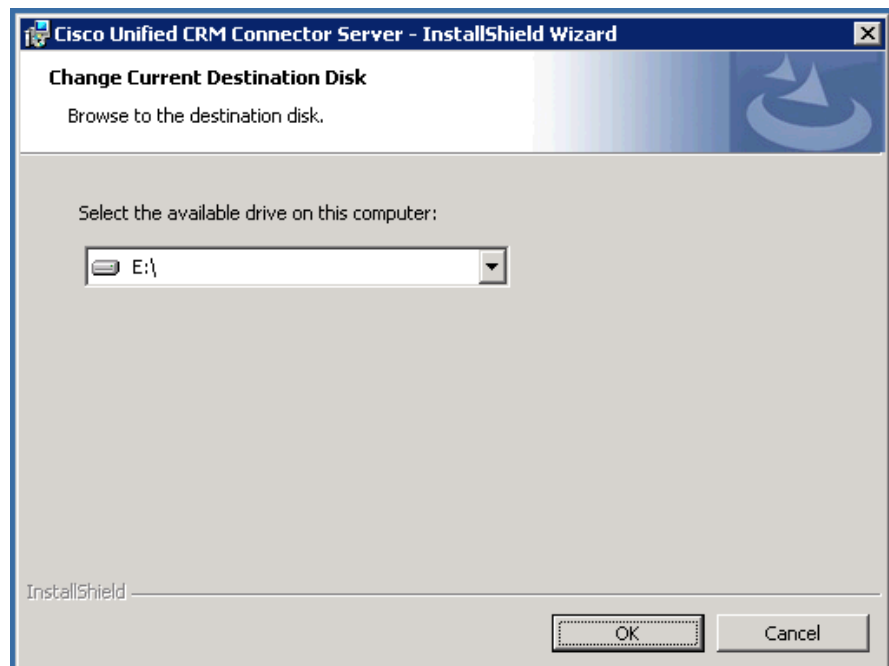 Cisco Unified CRM Connector Server - InstallShield Wizard
Change Current Destination Disk
Browse to the destination disk.
Select the available drive on this computer:
E:\
InstallShield
OK
Cancel